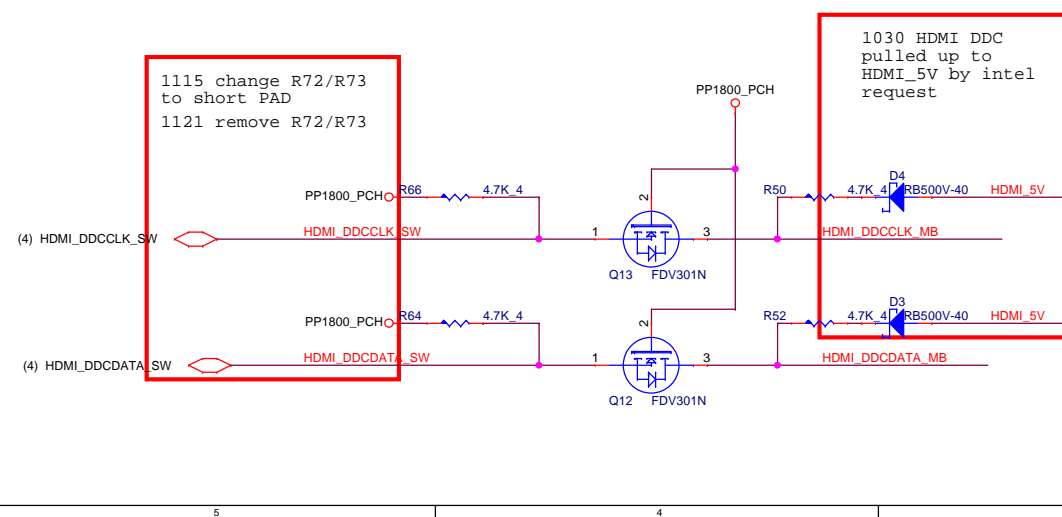 1030 HDMI DDC
pulled up to
HDMI_5V by intel
request
1115 change R72/R73
to short PAD
1121 remove R72/R73
PP1800_PCH
PP1800_PCH
R66
4.7K_4
2
R50
4.7K_4
D4
RB500V-40
HDMI_5V
(4) HDMI_DDCCLK_SW
HDMI_DDCCLK_SW
1
3
HDMI_DDCCLK_MB
Q13
FDV301N
PP1800_PCH
R64
4.7K_4
2
R52
4.7K_4
D3
RB500V-40
HDMI_5V
(4) HDMI_DDCDATA_SW
HDMI_DDCDATA_SW
1
3
HDMI_DDCDATA_MB
Q12
FDV301N
5
4